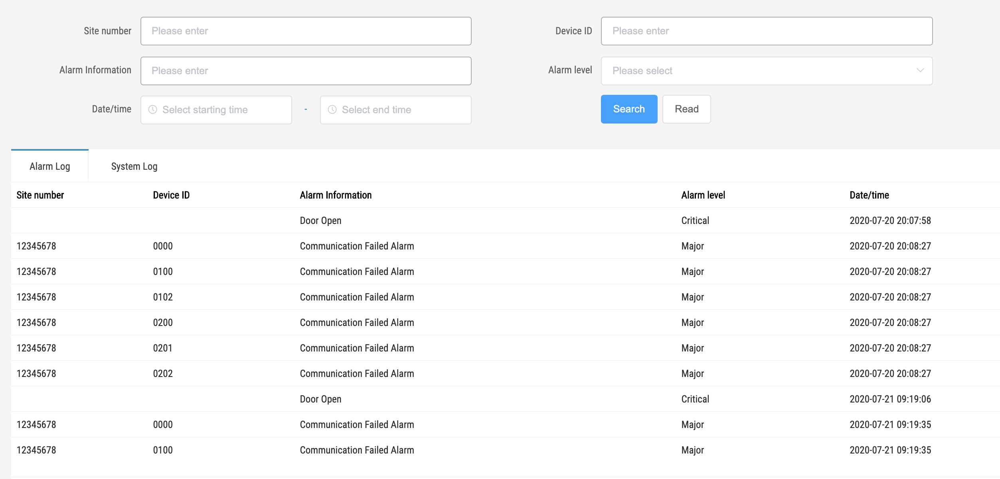 Site number Please enter Device ID Please enter
Alarm Information Please enter Alarm level Please select
Date/time Select starting time - Select end time Search Read
Alarm Log System Log
Site number Device ID Alarm Information Alarm level Date/time
Door Open Critical 2020-07-20 20:07:58
12345678 0000 Communication Failed Alarm Major 2020-07-20 20:08:27
12345678 0100 Communication Failed Alarm Major 2020-07-20 20:08:27
12345678 0102 Communication Failed Alarm Major 2020-07-20 20:08:27
12345678 0200 Communication Failed Alarm Major 2020-07-20 20:08:27
12345678 0201 Communication Failed Alarm Major 2020-07-20 20:08:27
12345678 0202 Communication Failed Alarm Major 2020-07-20 20:08:27
Door Open Critical 2020-07-21 09:19:06
12345678 0000 Communication Failed Alarm Major 2020-07-21 09:19:35
12345678 0100 Communication Failed Alarm Major 2020-07-21 09:19:35